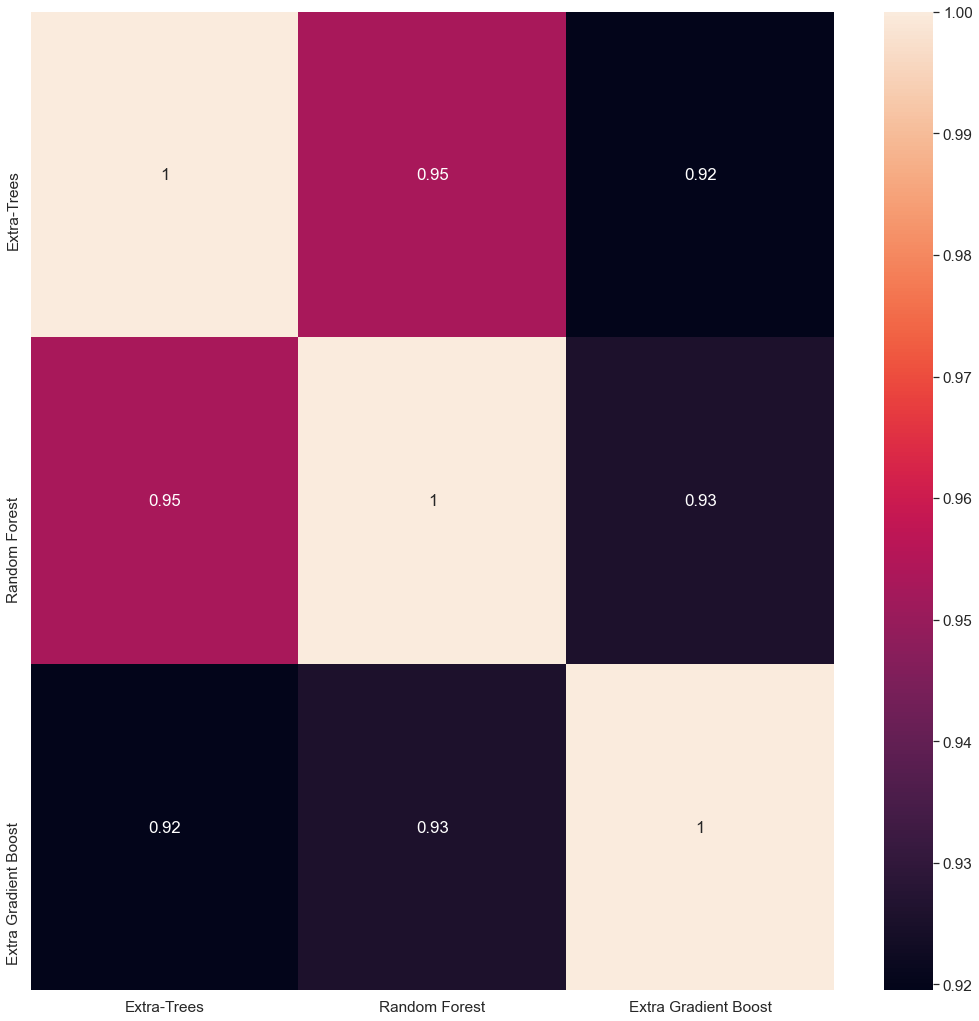 Extra-Trees
1 0.95 0.92
Random Forest
0.95 1 0.93
Extra Gradient Boost
0.92 0.93 1
Extra-Trees Random Forest Extra Gradient Boost
1.00
0.99
0.98
0.97
0.96
0.95
0.94
0.93
0.92